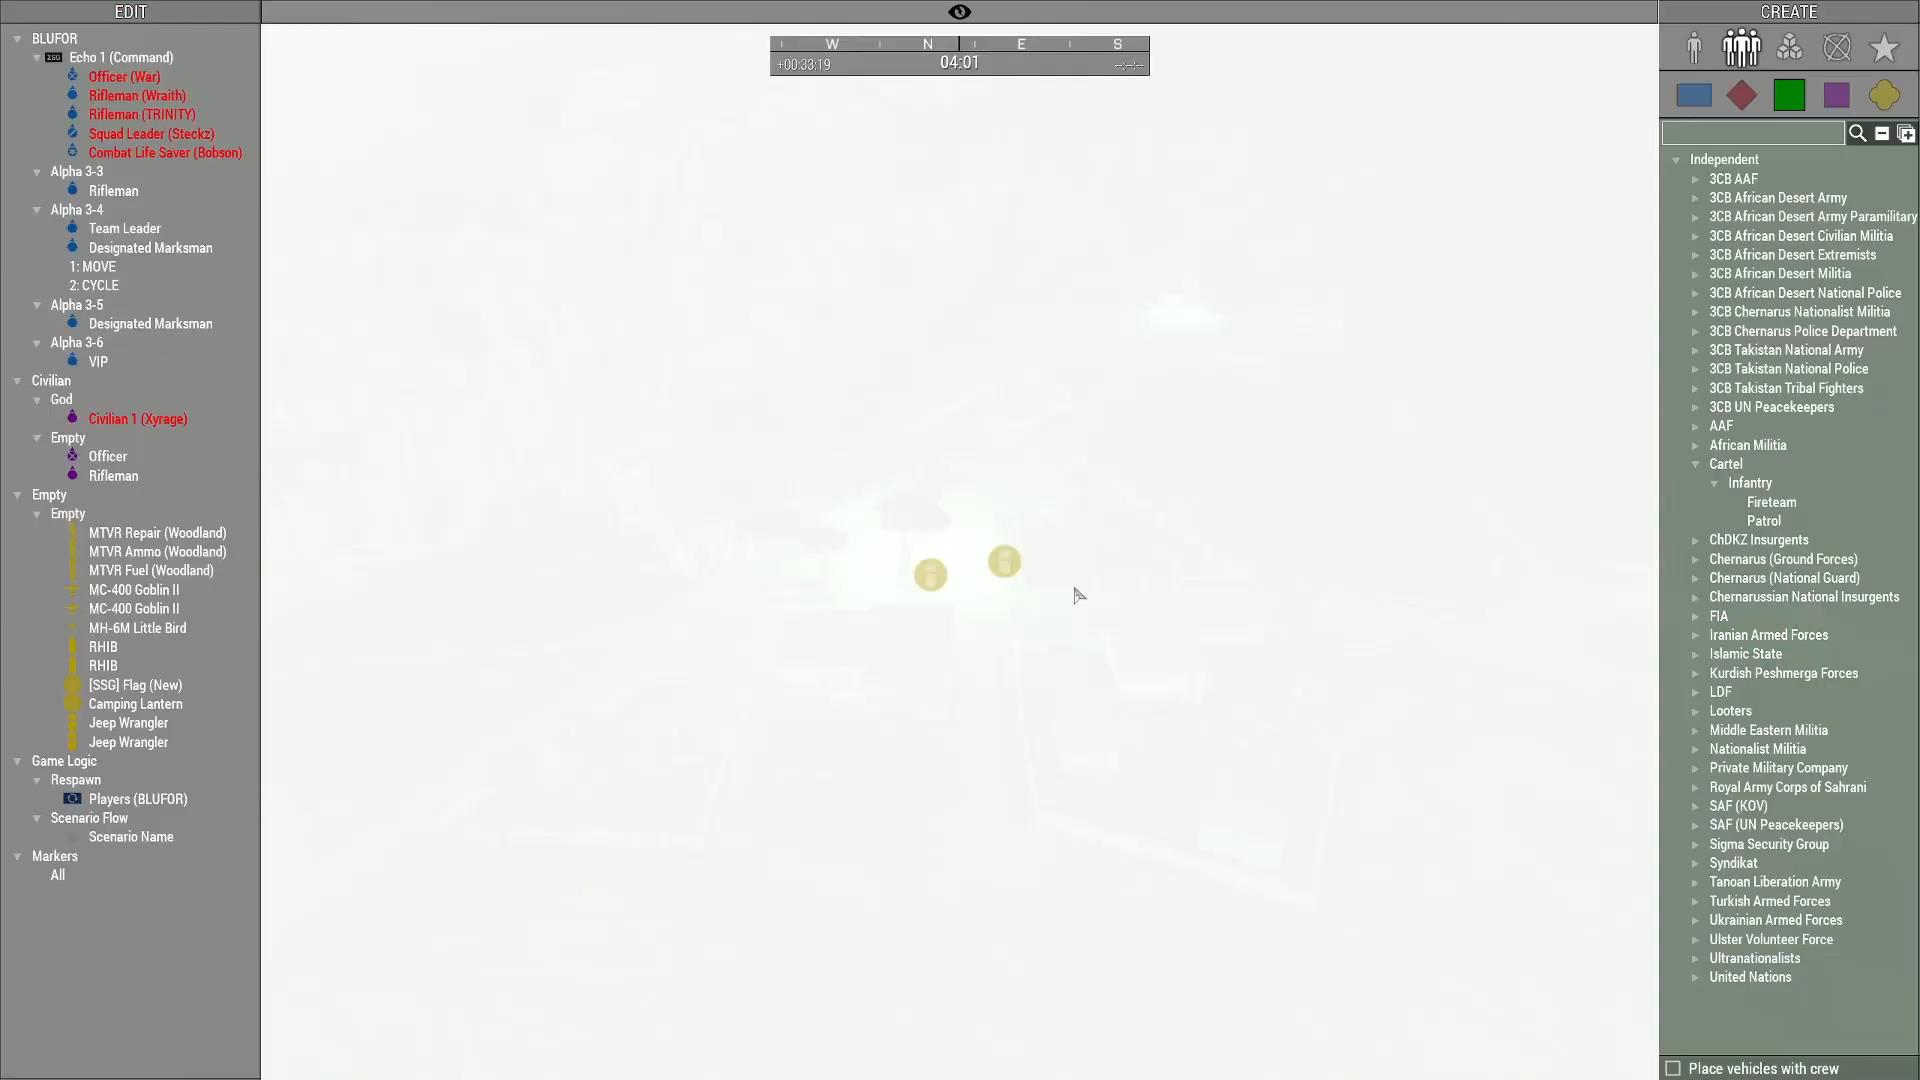 EDIT
BLUFOR
ZSG Echo 1 (Command)
Officer (War)
Rifleman (Wraith)
Rifleman (TRINITY)
Squad Leader (Steckz)
Combat Life Saver (Bobson)
Alpha 3-3
Rifleman
Alpha 3-4
Team Leader
Designated Marksman
1: MOVE
2: CYCLE
Alpha 3-5
Designated Marksman
Alpha 3-6
VIP
Civilian
God
Civilian 1 (Xyrage)
Empty
Officer
Rifleman
Empty
Empty
MTVR Repair (Woodland)
MTVR Ammo (Woodland)
MTVR Fuel (Woodland)
MC-400 Goblin II
MC-400 Goblin II
MH-6M Little Bird
RHIB
RHIB
[SSG] Flag (New)
Camping Lantern
Jeep Wrangler
Jeep Wrangler
Game Logic
Respawn
Players (BLUFOR)
Scenario Flow
Scenario Name
Markers
All
W N E S
+00:33:19 04:01 --:--:--
CREATE
Independent
3CB AAF
3CB African Desert Army
3CB African Desert Army Paramilitary
3CB African Desert Civilian Militia
3CB African Desert Extremists
3CB African Desert Militia
3CB African Desert National Police
3CB Chernarus Nationalist Militia
3CB Chernarus Police Department
3CB Takistan National Army
3CB Takistan National Police
3CB Takistan Tribal Fighters
3CB UN Peacekeepers
AAF
African Militia
Cartel
Infantry
Fireteam
Patrol
ChDKZ Insurgents
Chernarus (Ground Forces)
Chernarus (National Guard)
Chernarussian National Insurgents
FIA
Iranian Armed Forces
Islamic State
Kurdish Peshmerga Forces
LDF
Looters
Middle Eastern Militia
Nationalist Militia
Private Military Company
Royal Army Corps of Sahrani
SAF (KOV)
SAF (UN Peacekeepers)
Sigma Security Group
Syndikat
Tanoan Liberation Army
Turkish Armed Forces
Ukrainian Armed Forces
Ulster Volunteer Force
Ultranationalists
United Nations
Place vehicles with crew